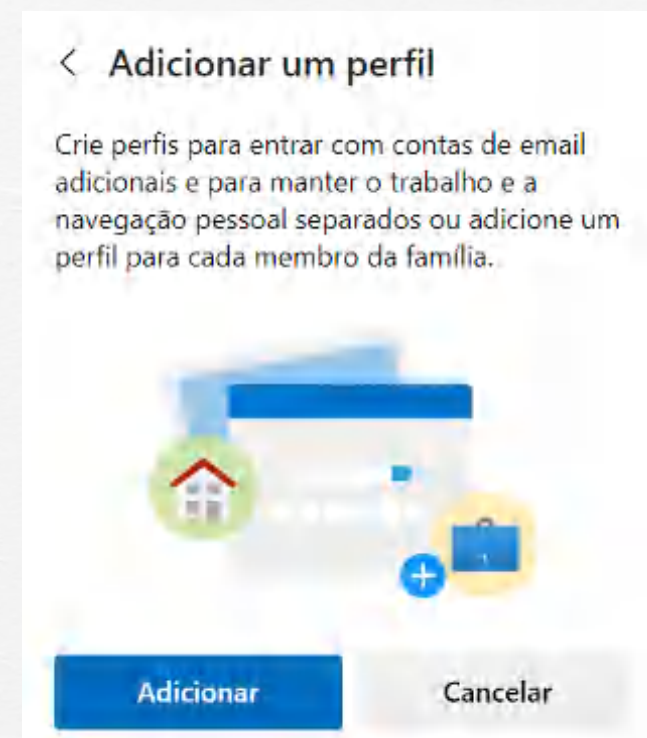 Adicionar um perfil
Crie perfis para entrar com contas de email
adicionais e para manter o trabalho e a
navegação pessoal separados ou adicione um
perfil para cada membro da família.
Adicionar
Cancelar